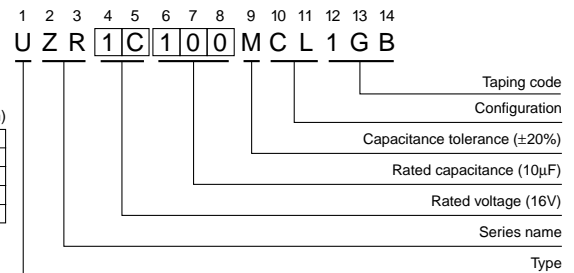 1 2 3 4 5 6 7 8 9 10 11 12 13 14
U Z R 1 C 1 0 0 M C L 1 G B
Taping code
)
Configuration
Capacitance tolerance (±20%)
Rated capacitance (10µF)
Rated voltage (16V)
Series name
Type